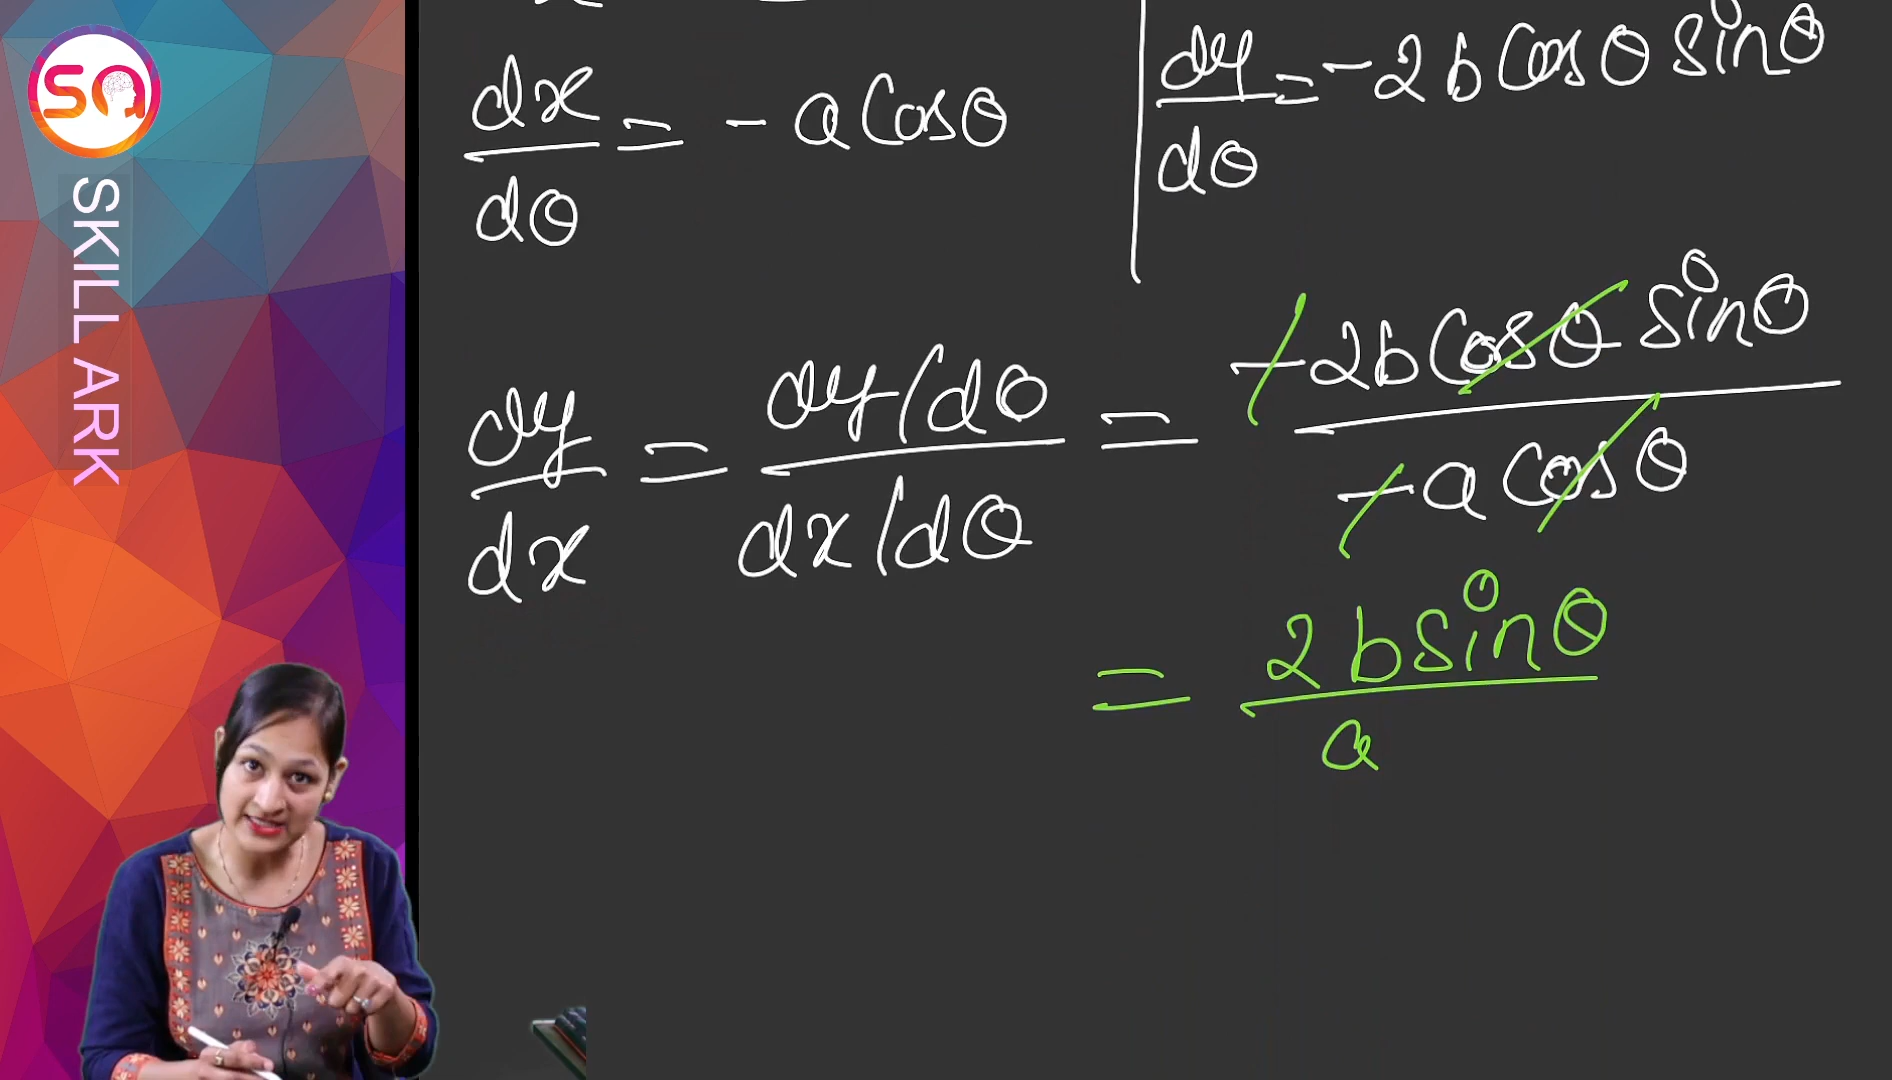 SKILL ARK
dx/dθ = - a Cosθ
dy/dθ = -2b Cosθ sinθ
dy/dx = (dy/dθ)/(dx/dθ) = (-2b Cosθ sinθ)/(-a Cosθ)
= (2b sinθ)/a